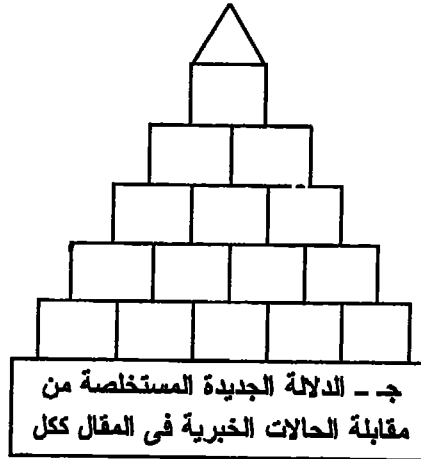 جـ ـ الدلالة الجديدة المستخلصة من
مقابلة الحالات الخبرية فى المقال ككل